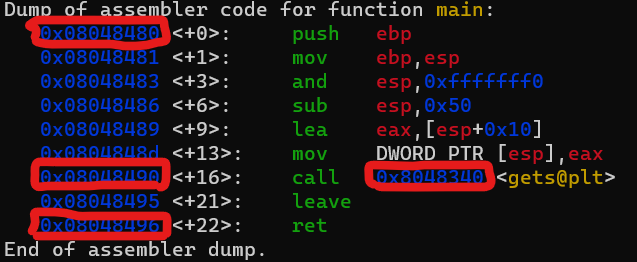 Dump of assembler code for function main:
0x08048480 <+0>: push ebp
0x08048481 <+1>: mov ebp,esp
0x08048483 <+3>: and esp,0xfffffff0
0x08048486 <+6>: sub esp,0x50
0x08048489 <+9>: lea eax,[esp+0x10]
0x0804848d <+13>: mov DWORD PTR [esp],eax
0x08048490 <+16>: call 0x8048340 <gets@plt>
0x08048495 <+21>: leave
0x08048496 <+22>: ret
End of assembler dump.